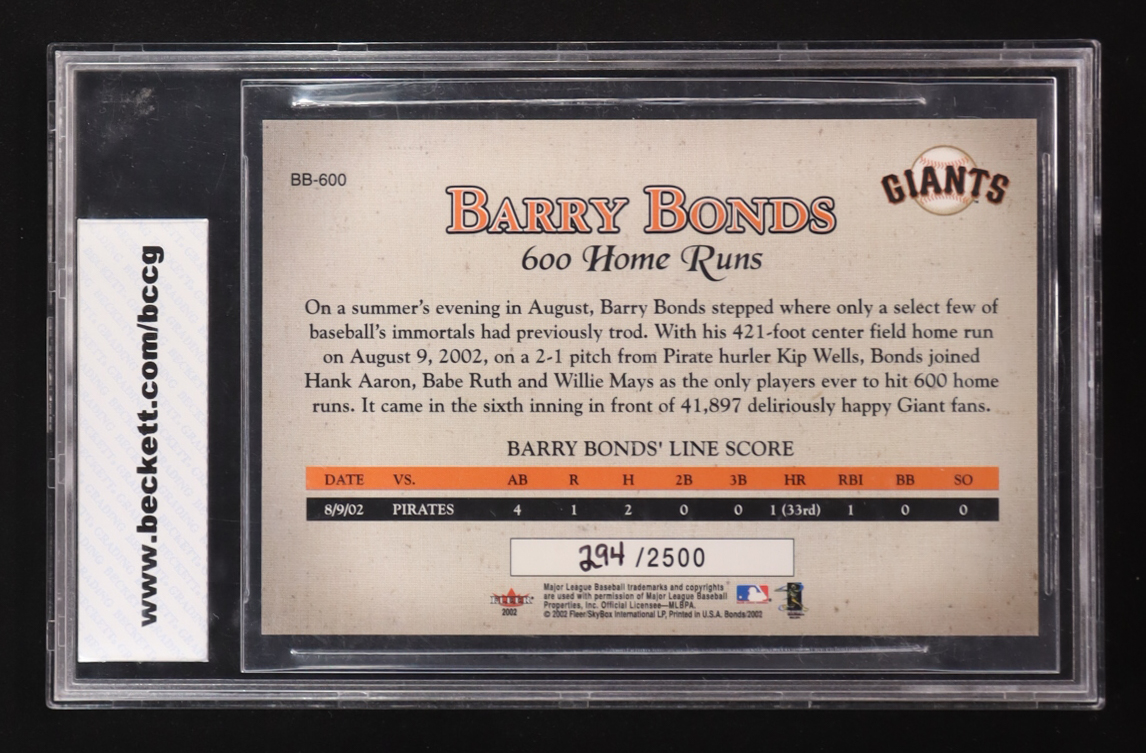 www.beckett.com/bccg
BB-600
GIANTS
BARRY BONDS
600 Home Runs
On a summer's evening in August, Barry Bonds stepped where only a select few of
baseball's immortals had previously trod. With his 421-foot center field home run
on August 9, 2002, on a 2-1 pitch from Pirate hurler Kip Wells, Bonds joined
Hank Aaron, Babe Ruth and Willie Mays as the only players ever to hit 600 home
runs. It came in the sixth inning in front of 41,897 deliriously happy Giant fans.
BARRY BONDS' LINE SCORE
DATE VS. AB R H 2B 3B HR RBI BB SO
8/9/02 PIRATES 4 1 2 0 0 1 (33rd) 1 0 0
294 /2500
FLEER
2002
Major League Baseball trademarks and copyrights
are used with permission of Major League Baseball
Properties, Inc. Official Licensee—MLBPA.
© 2002 Fleer/SkyBox International LP, Printed in U.S.A. Bonds/2002